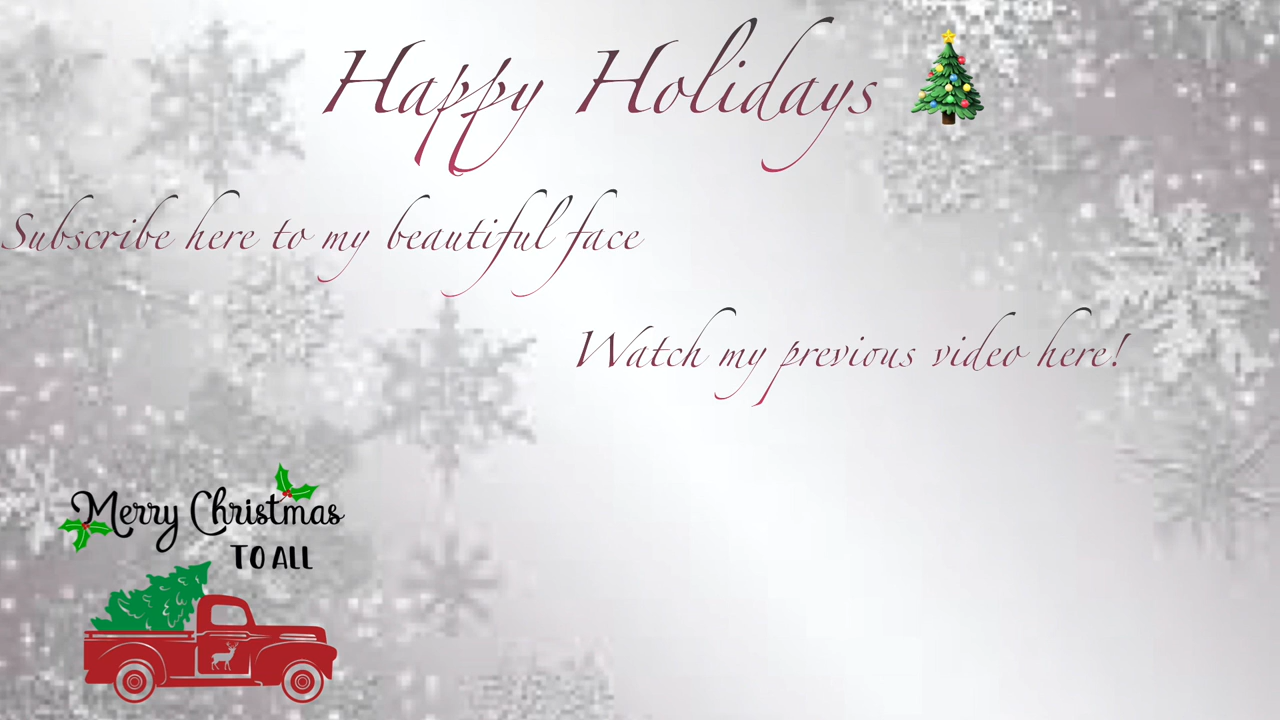 Happy Holidays 🎄
Subscribe here to my beautiful face
Watch my previous video here!
Merry Christmas
TO ALL